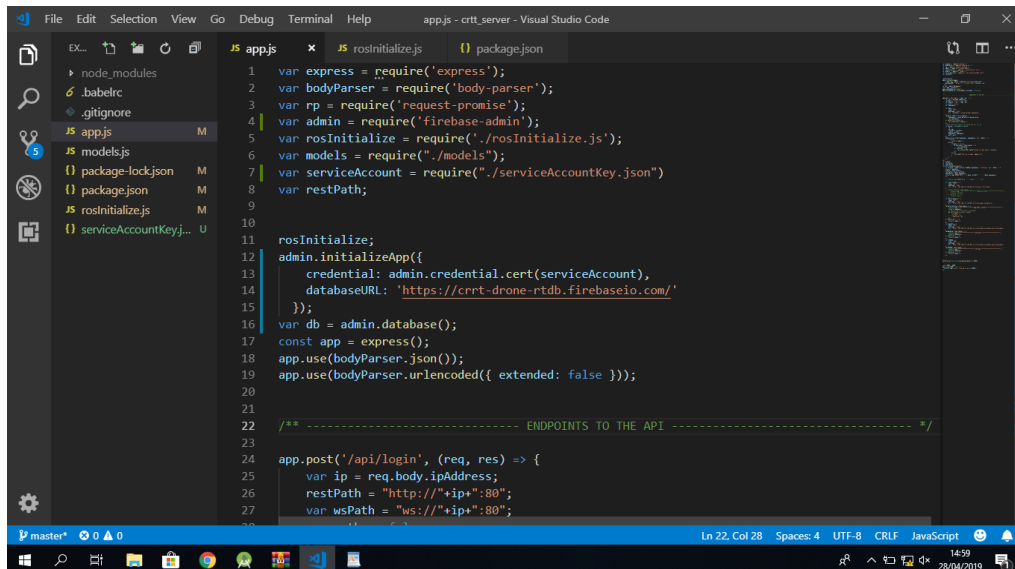 File Edit Selection View Go Debug Terminal Help app.js - crtt_server - Visual Studio Code
EX...
JS app.js × JS rosInitialize.js {} package.json
node_modules
.babelrc
.gitignore
JS app.js M
JS models.js
{} package-lock.json M
{} package.json M
JS rosInitialize.js M
{} serviceAccountKey.j... U
5
1 var express = require('express');
2 var bodyParser = require('body-parser');
3 var rp = require('request-promise');
4 var admin = require('firebase-admin');
5 var rosInitialize = require('./rosInitialize.js');
6 var models = require("./models");
7 var serviceAccount = require("./serviceAccountKey.json")
8 var restPath;
9
10
11 rosInitialize;
12 admin.initializeApp({
13 credential: admin.credential.cert(serviceAccount),
14 databaseURL: 'https://crrt-drone-rtdb.firebaseio.com/'
15 });
16 var db = admin.database();
17 const app = express();
18 app.use(bodyParser.json());
19 app.use(bodyParser.urlencoded({ extended: false }));
20
21
22 /** ------------------------------- ENDPOINTS TO THE API ----------------------------------- */
23
24 app.post('/api/login', (req, res) => {
25 var ip = req.body.ipAddress;
26 restPath = "http://"+ip+":80";
27 var wsPath = "ws://"+ip+":80";
master* 0 0 Ln 22, Col 28 Spaces: 4 UTF-8 CRLF JavaScript
14:59
28/04/2019